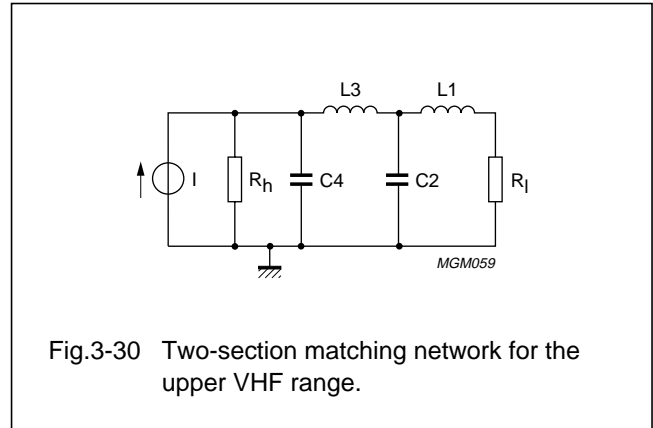 L3
L1
I
Rh
C4
C2
Rl
MGM059
Fig.3-30 Two-section matching network for the
upper VHF range.